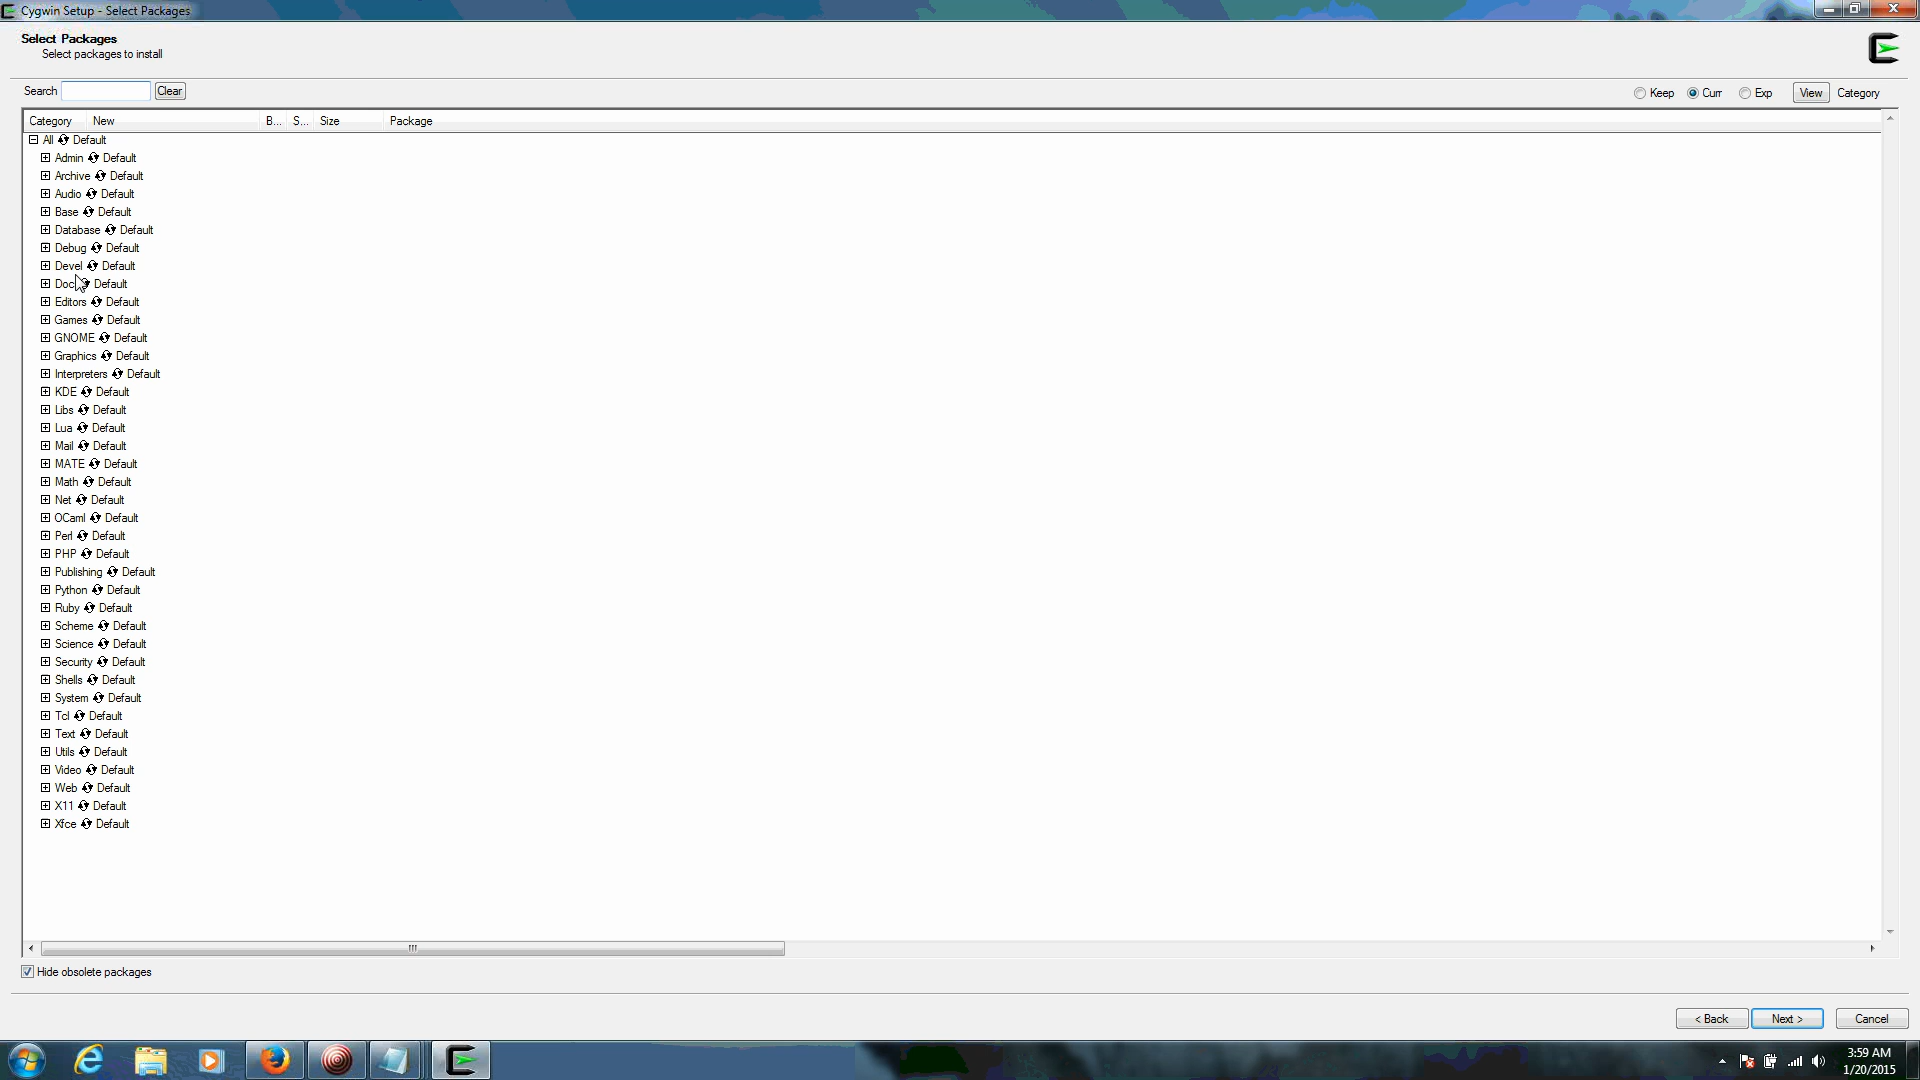 Cygwin Setup - Select Packages
Select Packages
Select packages to install
Search Clear Keep Curr Exp View Category
Category New B... S... Size Package
All Default
Admin Default
Archive Default
Audio Default
Base Default
Database Default
Debug Default
Devel Default
Doc Default
Editors Default
Games Default
GNOME Default
Graphics Default
Interpreters Default
KDE Default
Libs Default
Lua Default
Mail Default
MATE Default
Math Default
Net Default
OCaml Default
Perl Default
PHP Default
Publishing Default
Python Default
Ruby Default
Scheme Default
Science Default
Security Default
Shells Default
System Default
Tcl Default
Text Default
Utils Default
Video Default
Web Default
X11 Default
Xfce Default
Hide obsolete packages
< Back Next > Cancel
3:59 AM
1/20/2015